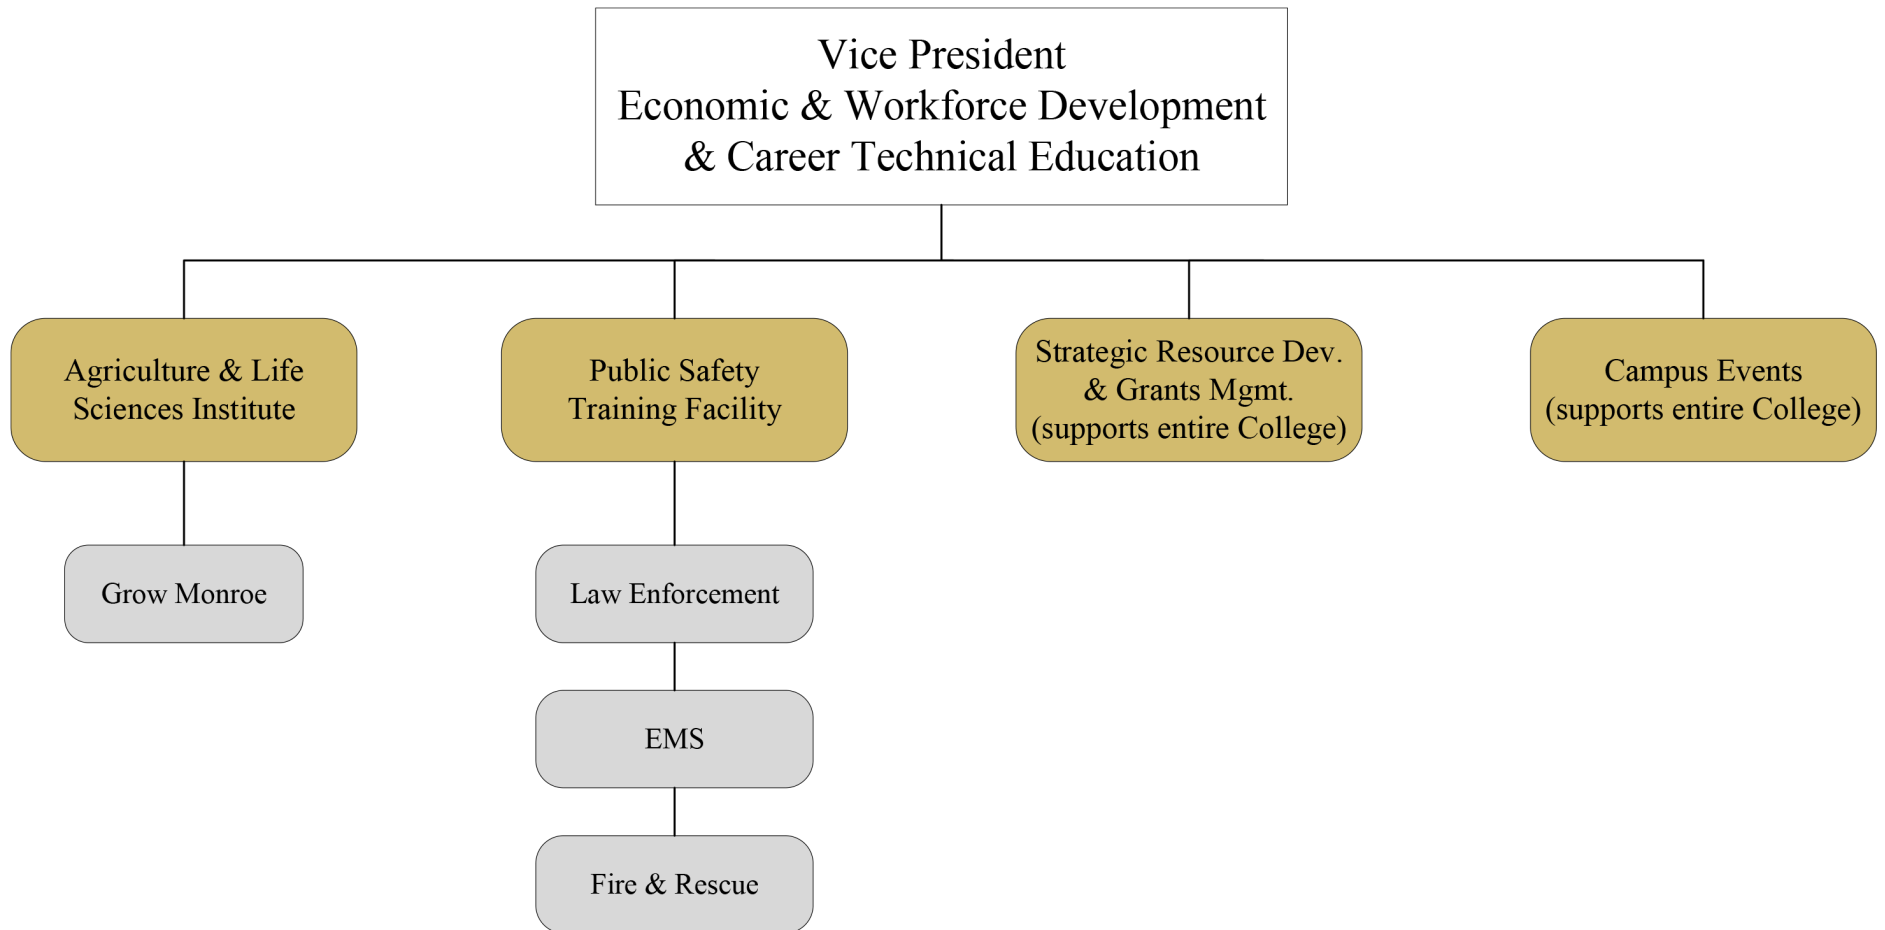 Vice President
Economic & Workforce Development
& Career Technical Education
Agriculture & Life
Sciences Institute
Public Safety
Training Facility
Strategic Resource Dev.
& Grants Mgmt.
(supports entire College)
Campus Events
(supports entire College)
Grow Monroe
Law Enforcement
EMS
Fire & Rescue